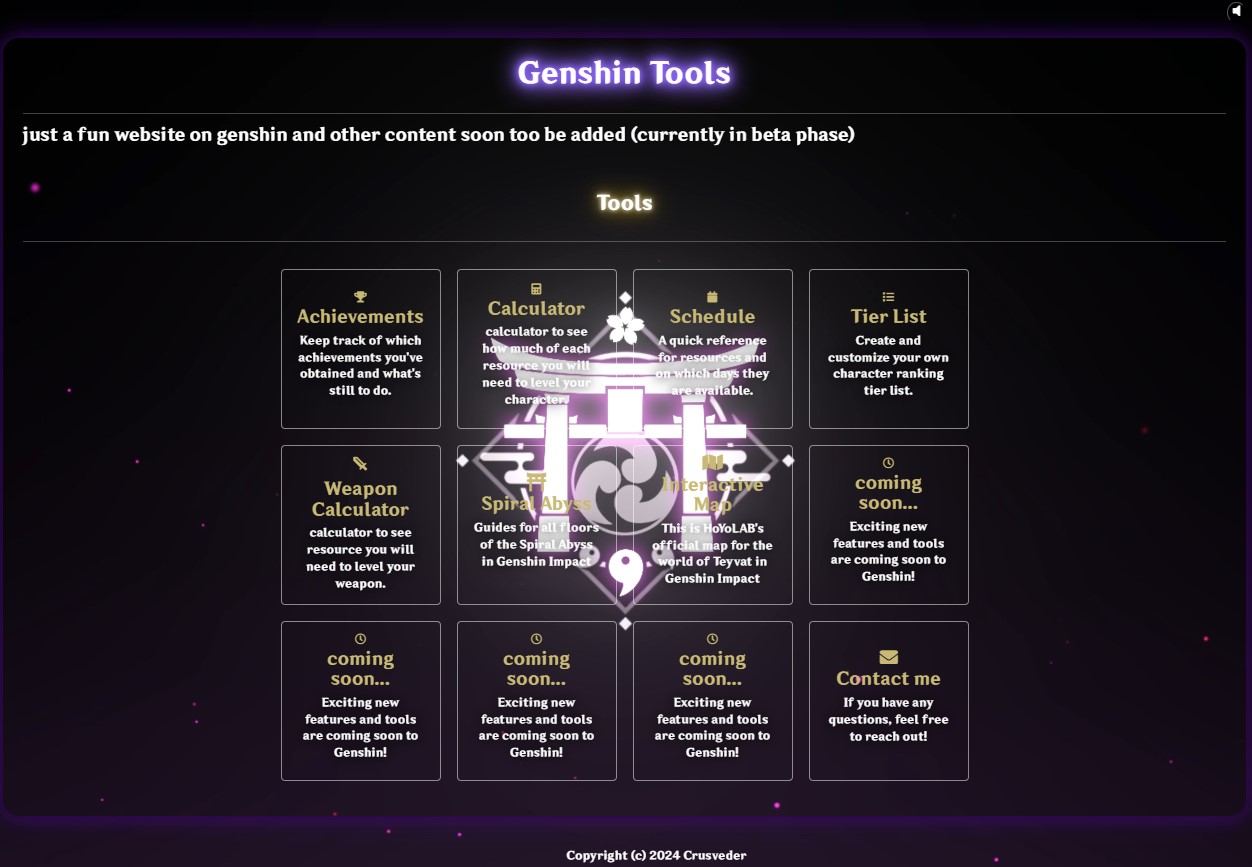 Genshin Tools
just a fun website on genshin and other content soon too be added (currently in beta phase)
Tools
Achievements
Keep track of which
achievements you've
obtained and what's
still to do.
Calculator
calculator to see
how much of each
resource you will
need to level your
character.
Schedule
A quick reference
for resources and
on which days they
are available.
Tier List
Create and
customize your own
character ranking
tier list.
Weapon
Calculator
calculator to see
resource you will
need to level your
weapon.
Spiral Abyss
Guides for all floors
of the Spiral Abyss
in Genshin Impact
Interactive
Map
This is HoYoLAB's
official map for the
world of Teyvat in
Genshin Impact
coming
soon...
Exciting new
features and tools
are coming soon to
Genshin!
coming
soon...
Exciting new
features and tools
are coming soon to
Genshin!
coming
soon...
Exciting new
features and tools
are coming soon to
Genshin!
coming
soon...
Exciting new
features and tools
are coming soon to
Genshin!
Contact me
If you have any
questions, feel free
to reach out!
Copyright (c) 2024 Crusveder